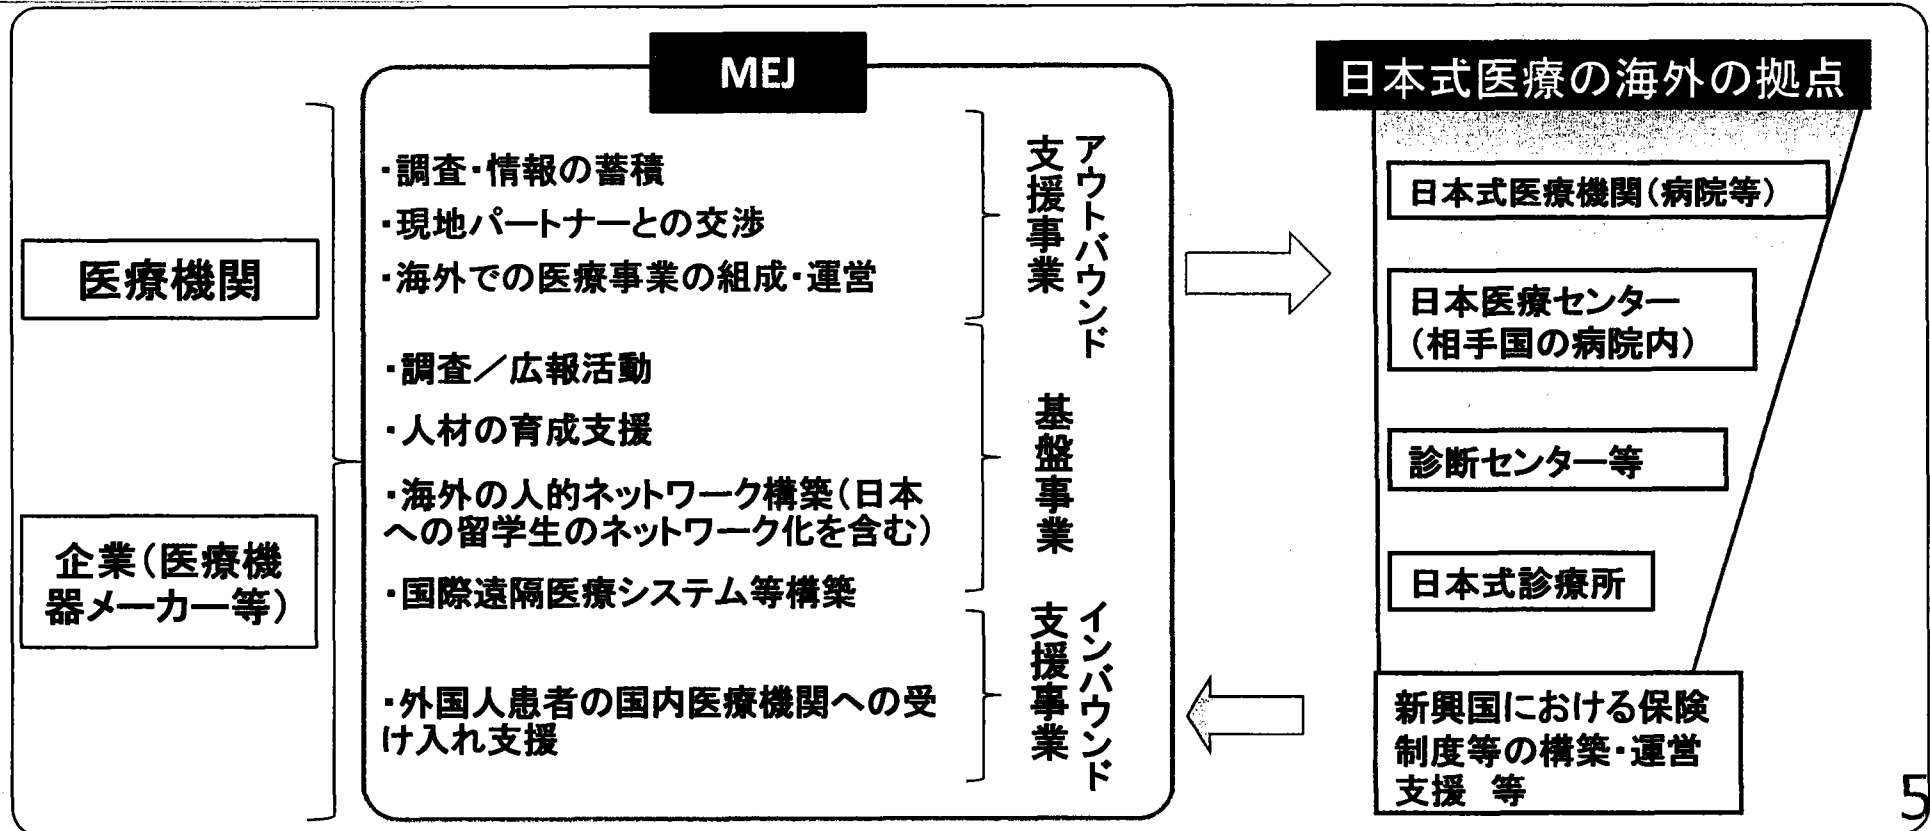 MEJ
日本式医療の海外の拠点
医療機関
企業(医療機
器メーカー等)
・調査・情報の蓄積
・現地パートナーとの交渉
・海外での医療事業の組成・運営
アウトバウンド
支援事業
・調査／広報活動
・人材の育成支援
・海外の人的ネットワーク構築(日本
への留学生のネットワーク化を含む)
・国際遠隔医療システム等構築
基盤事業
・外国人患者の国内医療機関への受
け入れ支援
インバウンド
支援事業
日本式医療機関(病院等)
日本医療センター
(相手国の病院内)
診断センター等
日本式診療所
新興国における保険
制度等の構築・運営
支援 等
5